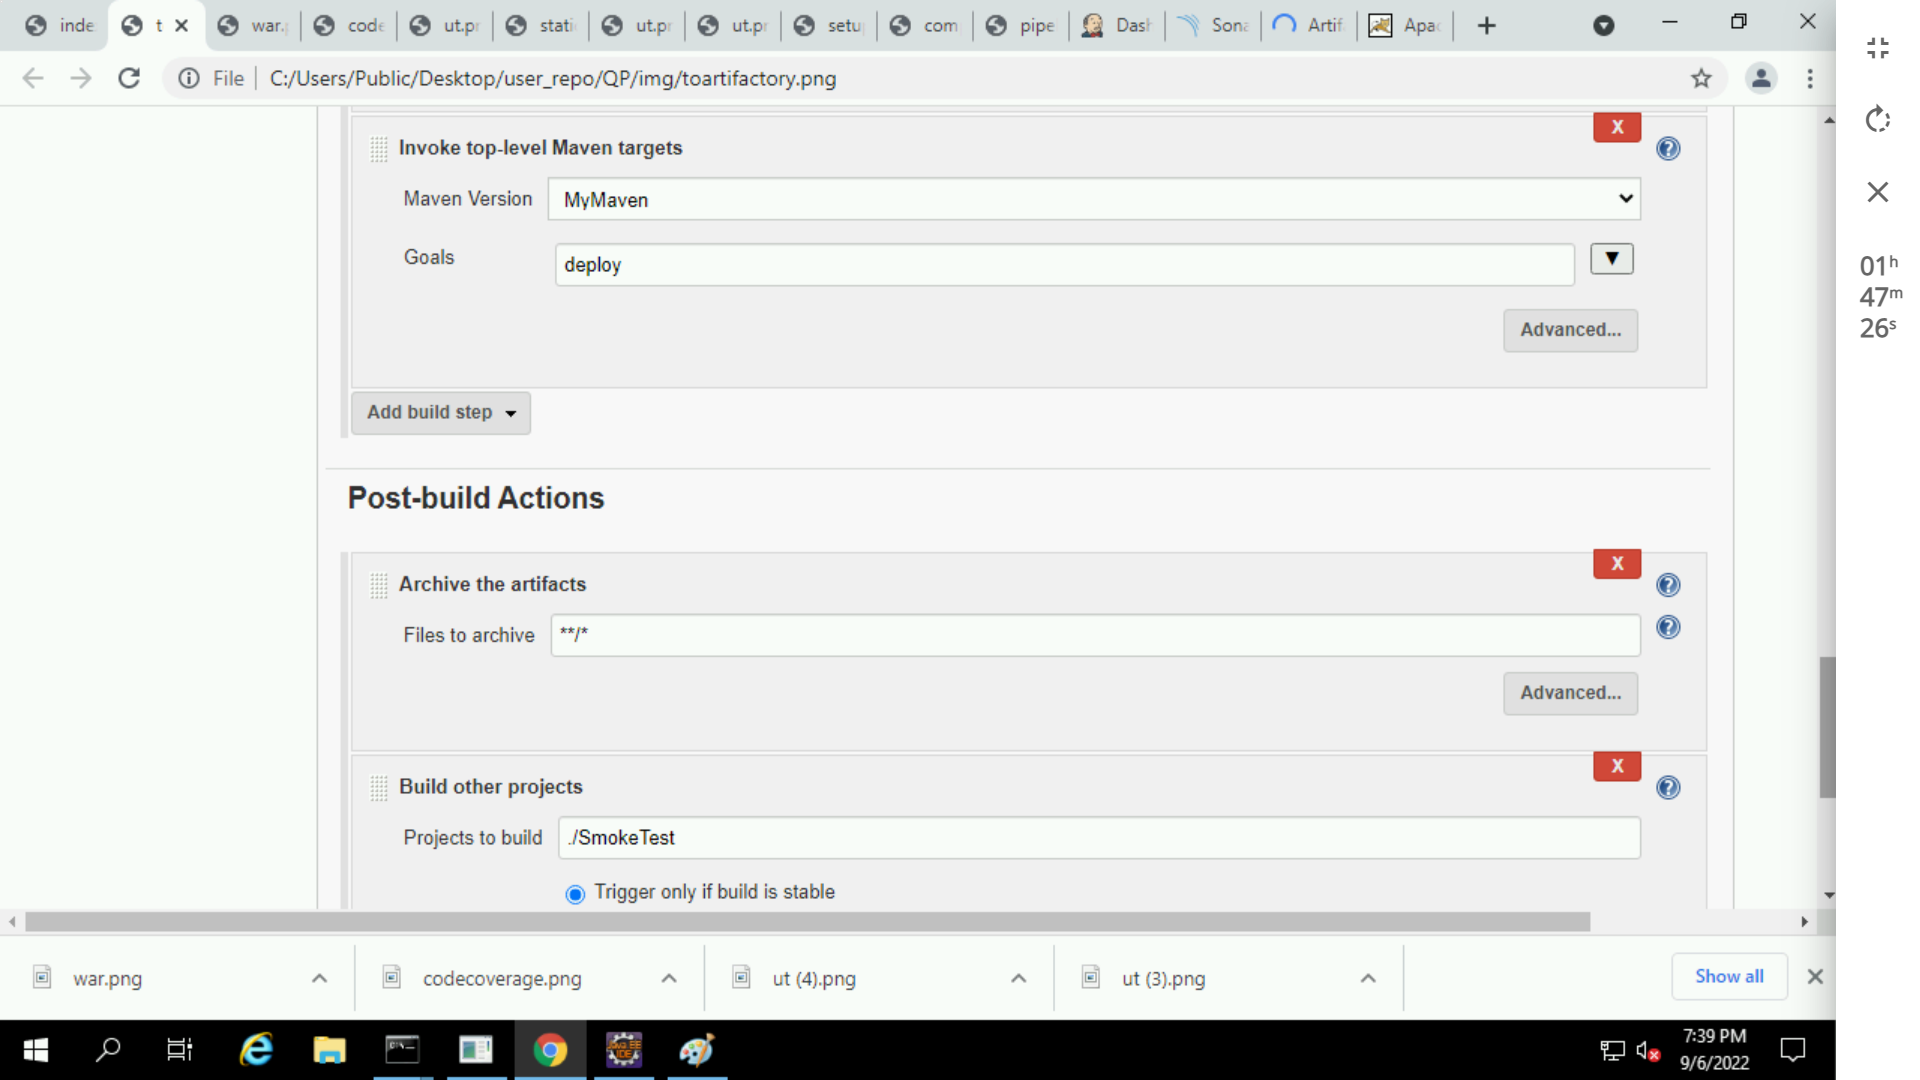 inde
t
war.p
code
ut.pr
stati
ut.pr
ut.pr
setu
com
pipe
Dash
Sona
Artif
Apac
File
C:/Users/Public/Desktop/user_repo/QP/img/toartifactory.png
01h
47m
26s
X
Invoke top-level Maven targets
Maven Version
MyMaven
Goals
deploy
Advanced...
Add build step
Post-build Actions
X
Archive the artifacts
Files to archive
**/*
Advanced...
X
Build other projects
Projects to build
./SmokeTest
Trigger only if build is stable
war.png
codecoverage.png
ut (4).png
ut (3).png
Show all
7:39 PM
9/6/2022